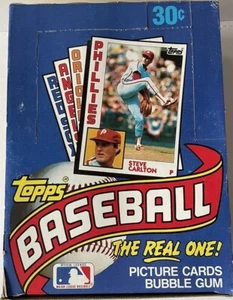 30¢
PHILLIES
ORIOLES
ANGELS
TOPPS
STEVE
CARLTON
TOPPS
BASEBALL
THE REAL ONE!
PICTURE CARDS
BUBBLE GUM